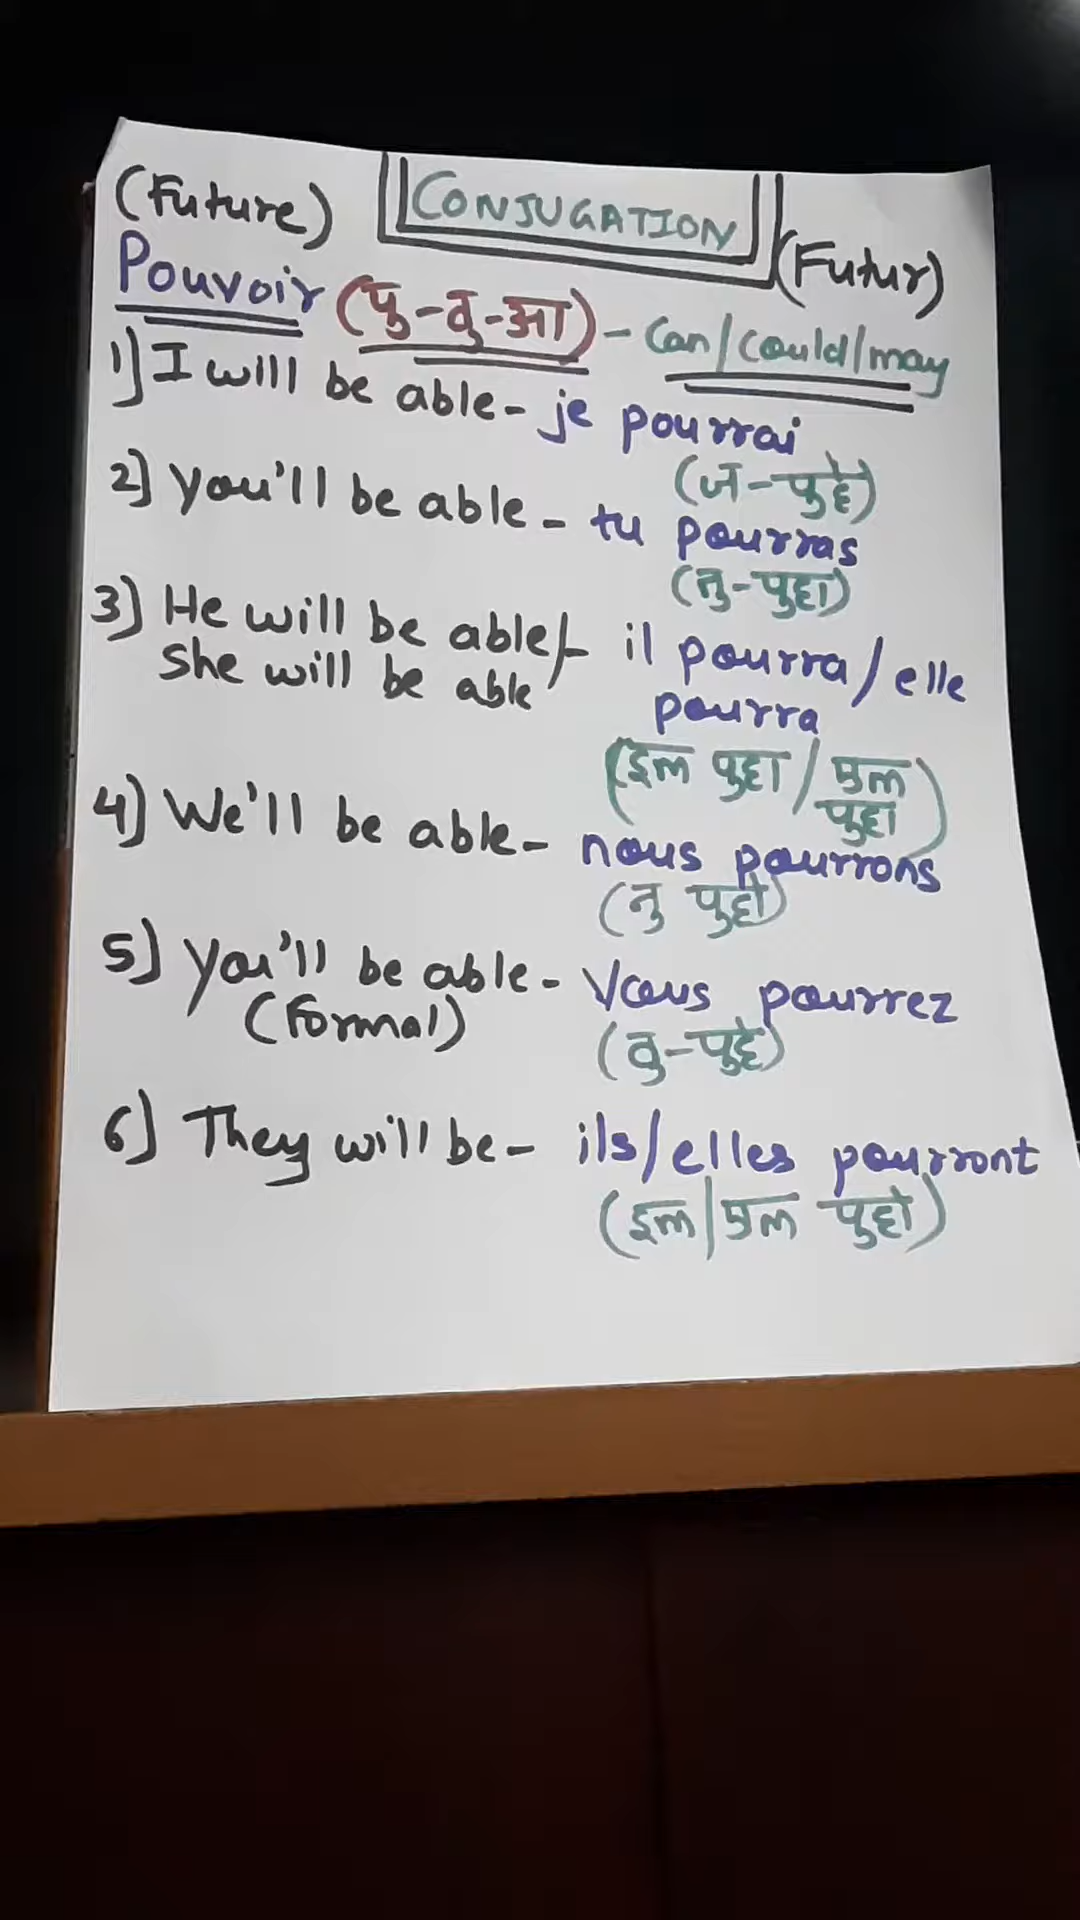 (Future) CONJUGATION (Futur)
Pouvoir (पु-वु-आ) - Can/Could/may
1) I will be able - je pourrai
(ज-पुहे)
2) You'll be able - tu pourras
(तु-पुहा)
3) He will be able/- il pourra/elle
She will be able pourra
(इल पुहा/एल
पुहा)
4) We'll be able - nous pourrons
(नु पुहो)
5) You'll be able - Vous pourrez
(Formal) (वु-पुहे)
6) They will be - ils/elles pourront
(इल/एल पुहो)